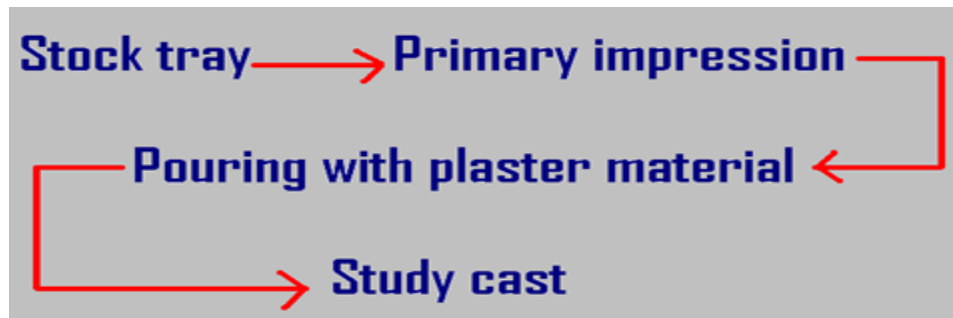 Stock tray Primary impression
Pouring with plaster material
Study cast